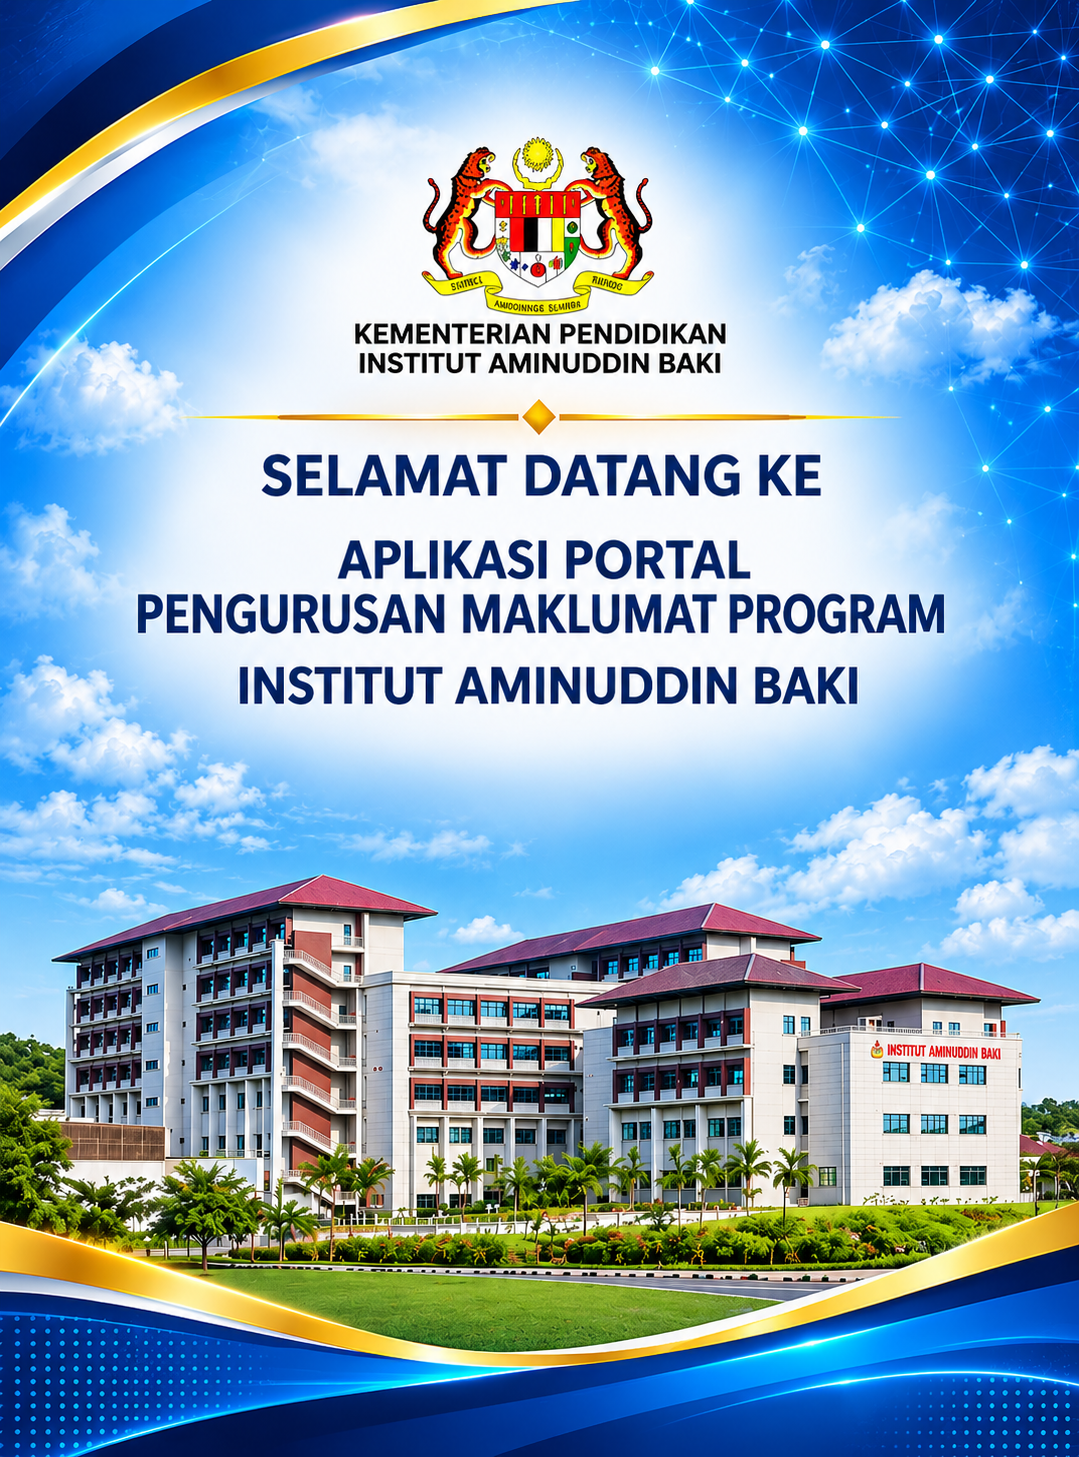 KEMENTERIAN PENDIDIKAN
INSTITUT AMINUDDIN BAKI
SELAMAT DATANG KE
APLIKASI PORTAL
PENGURUSAN MAKLUMAT PROGRAM
INSTITUT AMINUDDIN BAKI
INSTITUT AMINUDDIN BAKI